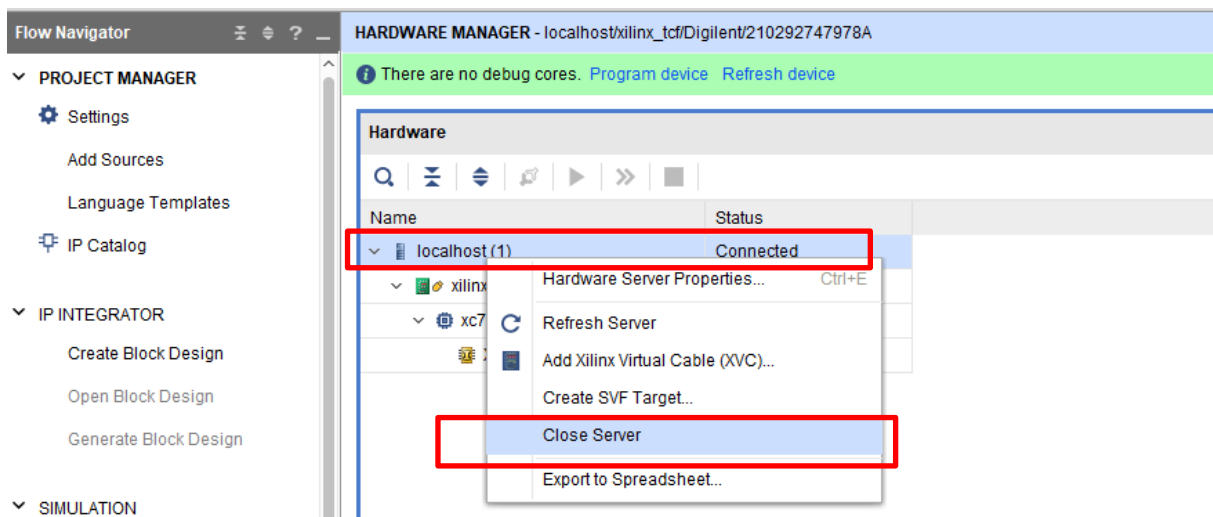 Flow Navigator ?
HARDWARE MANAGER - localhost/xilinx_tcf/Digilent/210292747978A
There are no debug cores. Program device Refresh device
PROJECT MANAGER
Settings
Add Sources
Language Templates
IP Catalog
IP INTEGRATOR
Create Block Design
Open Block Design
Generate Block Design
SIMULATION
Hardware
Name Status
localhost (1) Connected
xilinx
xc7
Hardware Server Properties... Ctrl+E
Refresh Server
Add Xilinx Virtual Cable (XVC)...
Create SVF Target...
Close Server
Export to Spreadsheet...